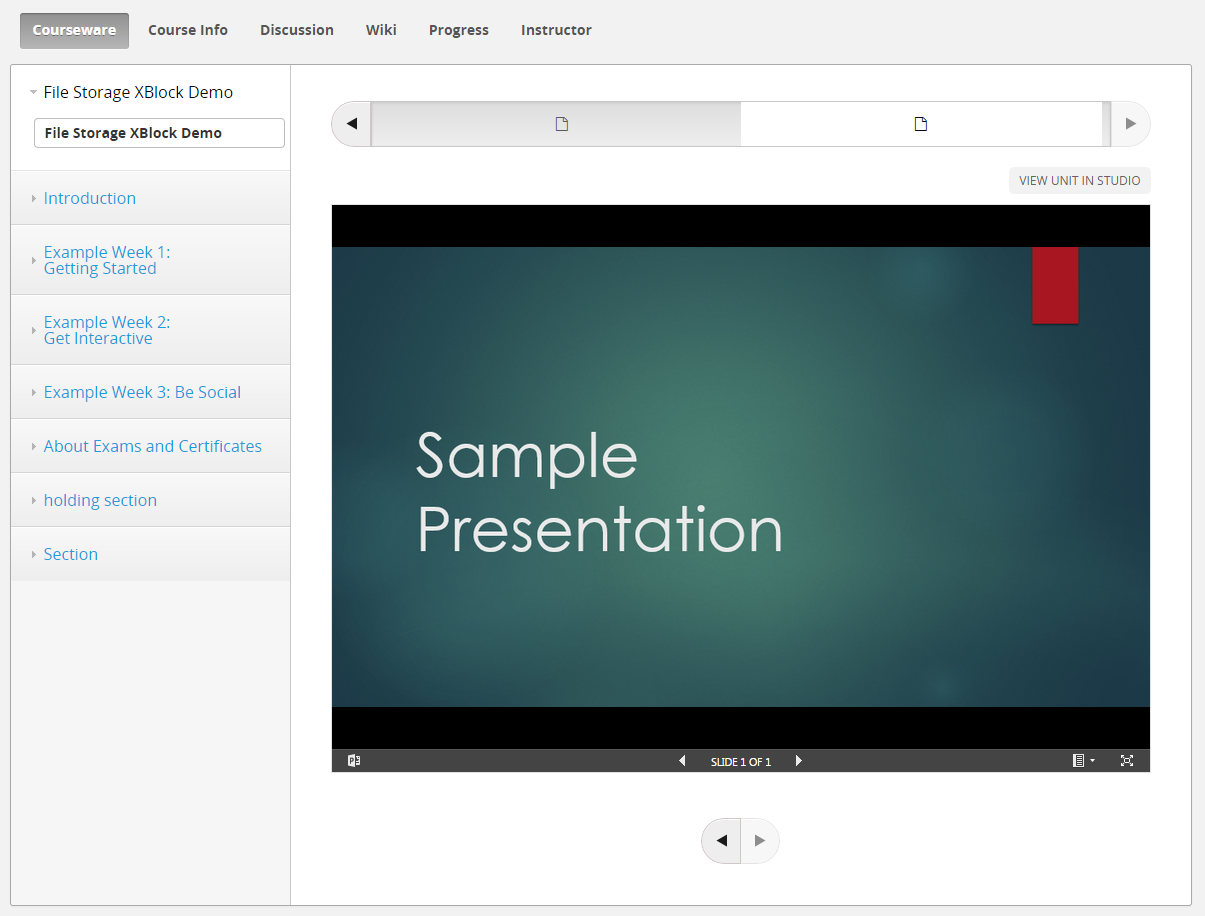 Courseware
Course Info
Discussion
Wiki
Progress
Instructor
File Storage XBlock Demo
File Storage XBlock Demo
Introduction
Example Week 1:
Getting Started
Example Week 2:
Get Interactive
Example Week 3: Be Social
About Exams and Certificates
holding section
Section
VIEW UNIT IN STUDIO
Sample
Presentation
SLIDE 1 OF 1